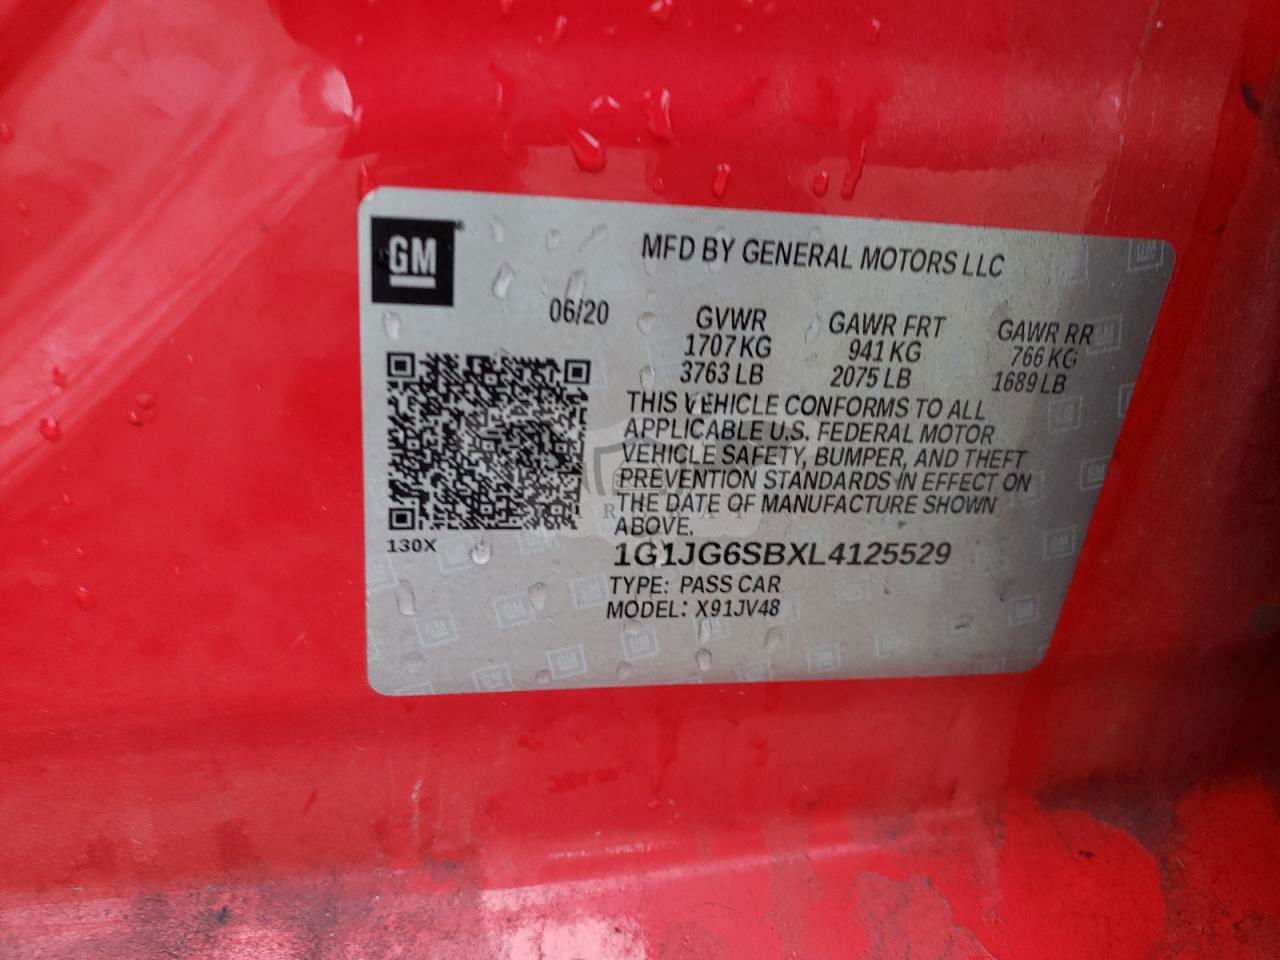 GM
MFD BY GENERAL MOTORS LLC
06/20
GVWR GAWR FRT GAWR RR
1707 KG 941 KG 766 KG
3763 LB 2075 LB 1689 LB
THIS VEHICLE CONFORMS TO ALL
APPLICABLE U.S. FEDERAL MOTOR
VEHICLE SAFETY, BUMPER, AND THEFT
PREVENTION STANDARDS IN EFFECT ON
THE DATE OF MANUFACTURE SHOWN
ABOVE.
130X
1G1JG6SBXL4125529
TYPE: PASS CAR
MODEL: X91JV48